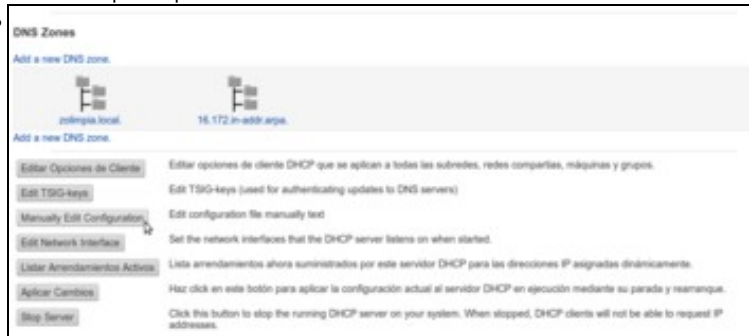 DNS Zones
Add a new DNS zone.
zolimpia.local.
16.172.in-addr.arpa.
Add a new DNS zone.
Editar Opciones de Cliente
Editar opciones de cliente DHCP que se aplican a todas las subredes, redes compartias, máquinas y grupos.
Edit TSIG-keys
Edit TSIG-keys (used for authenticating updates to DNS servers)
Manually Edit Configuration
Edit configuration file manually text
Edit Network Interface
Set the network interfaces that the DHCP server listens on when started.
Listar Arrendamientos Activos
Lista arrendamientos ahora suministrados por este servidor DHCP para las direcciones IP asignadas dinámicamente.
Aplicar Cambios
Haz click en este botón para aplicar la configuración actual al servidor DHCP en ejecución mediante su parada y rearranque.
Stop Server
Click this button to stop the running DHCP server on your system. When stopped, DHCP clients will not be able to request IP
addresses.